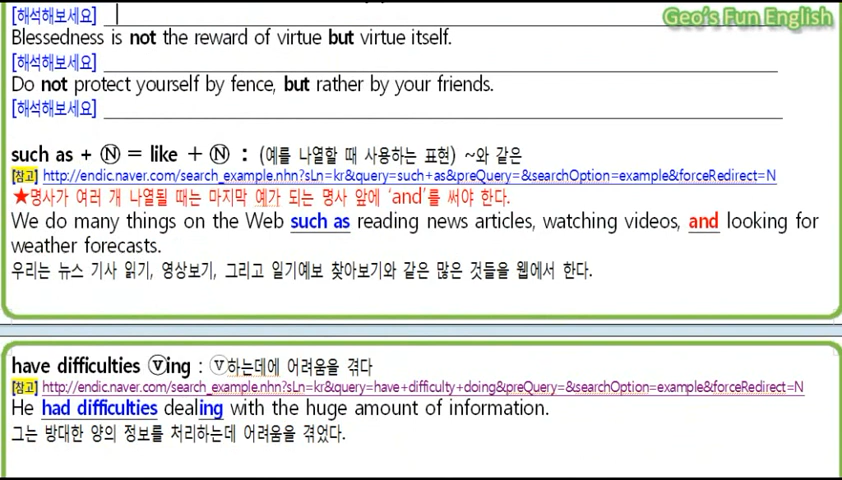 Geo's Fun English
[해석해보세요]
Blessedness is not the reward of virtue but virtue itself.
[해석해보세요]
Do not protect yourself by fence, but rather by your friends.
[해석해보세요]
such as + Ⓝ = like + Ⓝ : (예를 나열할 때 사용하는 표현) ~와 같은
[참고] http://endic.naver.com/search_example.nhn?sLn=kr&query=such+as&preQuery=&searchOption=example&forceRedirect=N
★명사가 여러 개 나열될 때는 마지막 예가 되는 명사 앞에 'and'를 써야 한다.
We do many things on the Web such as reading news articles, watching videos, and looking for
weather forecasts.
우리는 뉴스 기사 읽기, 영상보기, 그리고 일기예보 찾아보기와 같은 많은 것들을 웹에서 한다.
have difficulties ⓥing : ⓥ하는데에 어려움을 겪다
[참고] http://endic.naver.com/search_example.nhn?sLn=kr&query=have+difficulty+doing&preQuery=&searchOption=example&forceRedirect=N
He had difficulties dealing with the huge amount of information.
그는 방대한 양의 정보를 처리하는데 어려움을 겪었다.